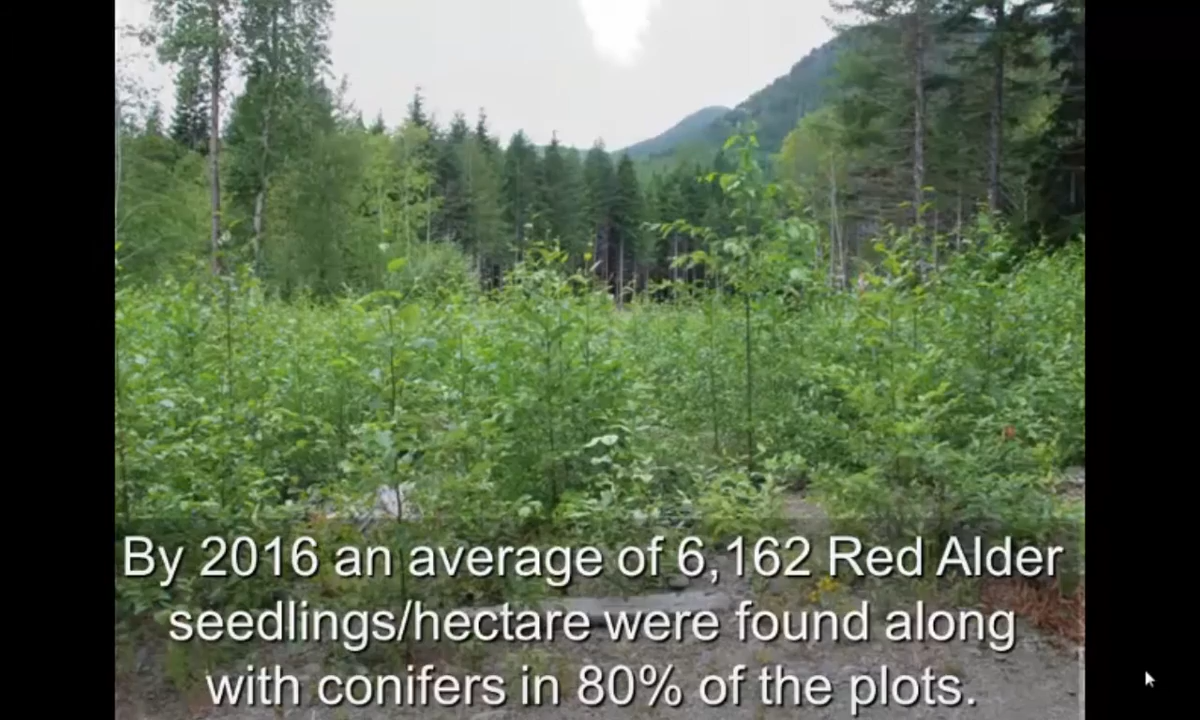 By 2016 an average of 6,162 Red Alder
seedlings/hectare were found along
with conifers in 80% of the plots.